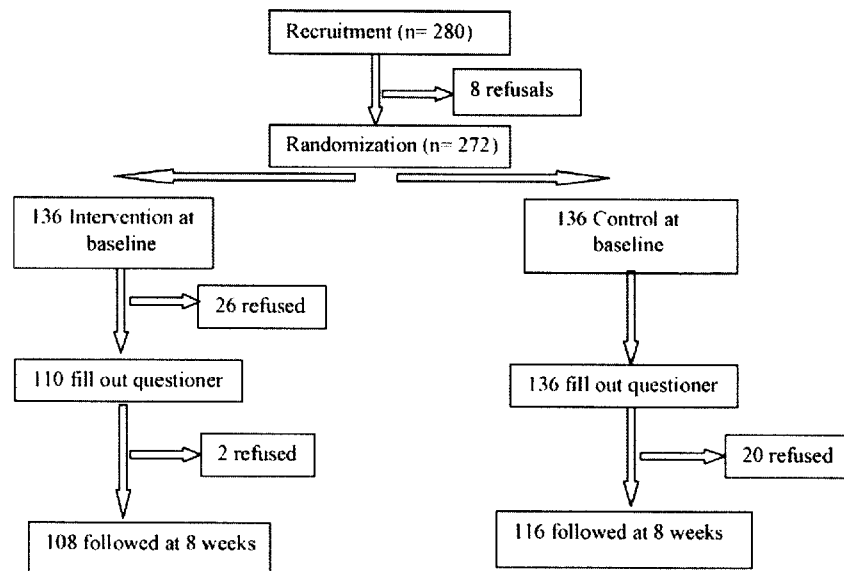 Recruitment (n= 280)
8 refusals
Randomization (n= 272)
136 Intervention at
baseline
136 Control at
baseline
26 refused
110 fill out questioner
136 fill out questioner
2 refused
20 refused
108 followed at 8 weeks
116 followed at 8 weeks